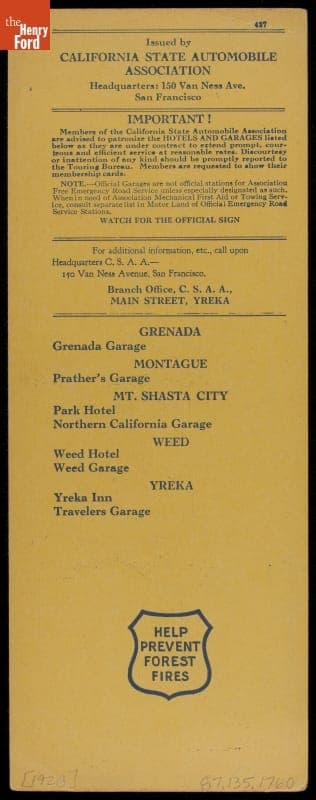 the
Henry
Ford
427
Issued by
CALIFORNIA STATE AUTOMOBILE
ASSOCIATION
Headquarters: 150 Van Ness Ave.
San Francisco
IMPORTANT!
Members of the California State Automobile Association
are advised to patronize the HOTELS AND GARAGES listed
below as they are under contract to extend prompt, cour-
teous and efficient service at reasonable rates. Discourtesy
or inattention of any kind should be promptly reported to
the Touring Bureau. Members are requested to show their
membership cards.
NOTE.—Official Garages are not official stations for Association
Free Emergency Road Service unless especially designated as such.
When in need of Association Mechanical First Aid or Towing Serv-
ice, consult separate list in Motor Land of Official Emergency Road
Service Stations.
WATCH FOR THE OFFICIAL SIGN
For additional information, etc., call upon
Headquarters C. S. A. A.—
150 Van Ness Avenue, San Francisco.
Branch Office, C. S. A. A.,
MAIN STREET, YREKA
GRENADA
Grenada Garage
MONTAGUE
Prather's Garage
MT. SHASTA CITY
Park Hotel
Northern California Garage
WEED
Weed Hotel
Weed Garage
YREKA
Yreka Inn
Travelers Garage
HELP
PREVENT
FOREST
FIRES
[1928]
87.135.1760